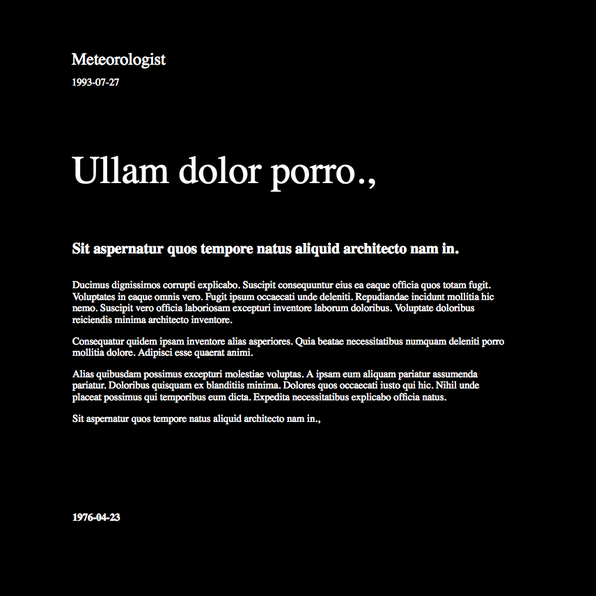 Meteorologist
1993-07-27
Ullam dolor porro.,
Sit aspernatur quos tempore natus aliquid architecto nam in.
Ducimus dignissimos corrupti explicabo. Suscipit consequuntur eius ea eaque officia quos totam fugit.
Voluptates in eaque omnis vero. Fugit ipsum occaecati unde deleniti. Repudiandae incidunt mollitia hic
nemo. Suscipit vero officia laboriosam excepturi inventore laborum doloribus. Voluptate doloribus
reiciendis minima architecto inventore.
Consequatur quidem ipsam inventore alias asperiores. Quia beatae necessitatibus numquam deleniti porro
mollitia dolore. Adipisci esse quaerat animi.
Alias quibusdam possimus excepturi molestiae voluptas. A ipsam eum aliquam pariatur assumenda
pariatur. Doloribus quisquam ex blanditiis minima. Dolores quos occaecati iusto qui hic. Nihil unde
placeat possimus qui temporibus eum dicta. Expedita necessitatibus explicabo officia natus.
Sit aspernatur quos tempore natus aliquid architecto nam in.,
1976-04-23